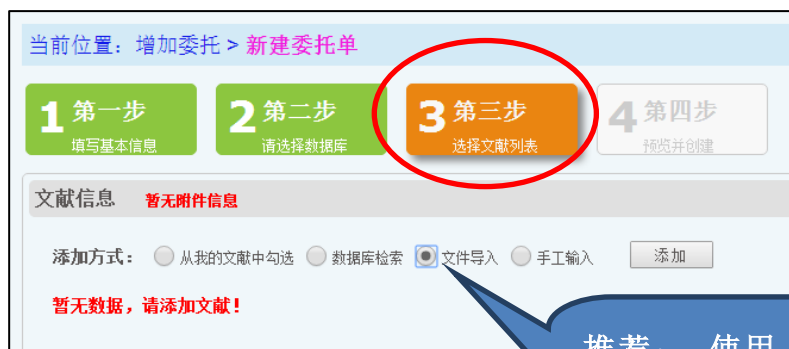 当前位置：增加委托 > 新建委托单
1 第一步
填写基本信息
2 第二步
请选择数据库
3 第三步
选择文献列表
4 第四步
预览并创建
文献信息 暂无附件信息
添加方式： 从我的文献中勾选 数据库检索 文件导入 手工输入 添加
暂无数据，请添加文献！
推荐： 使用